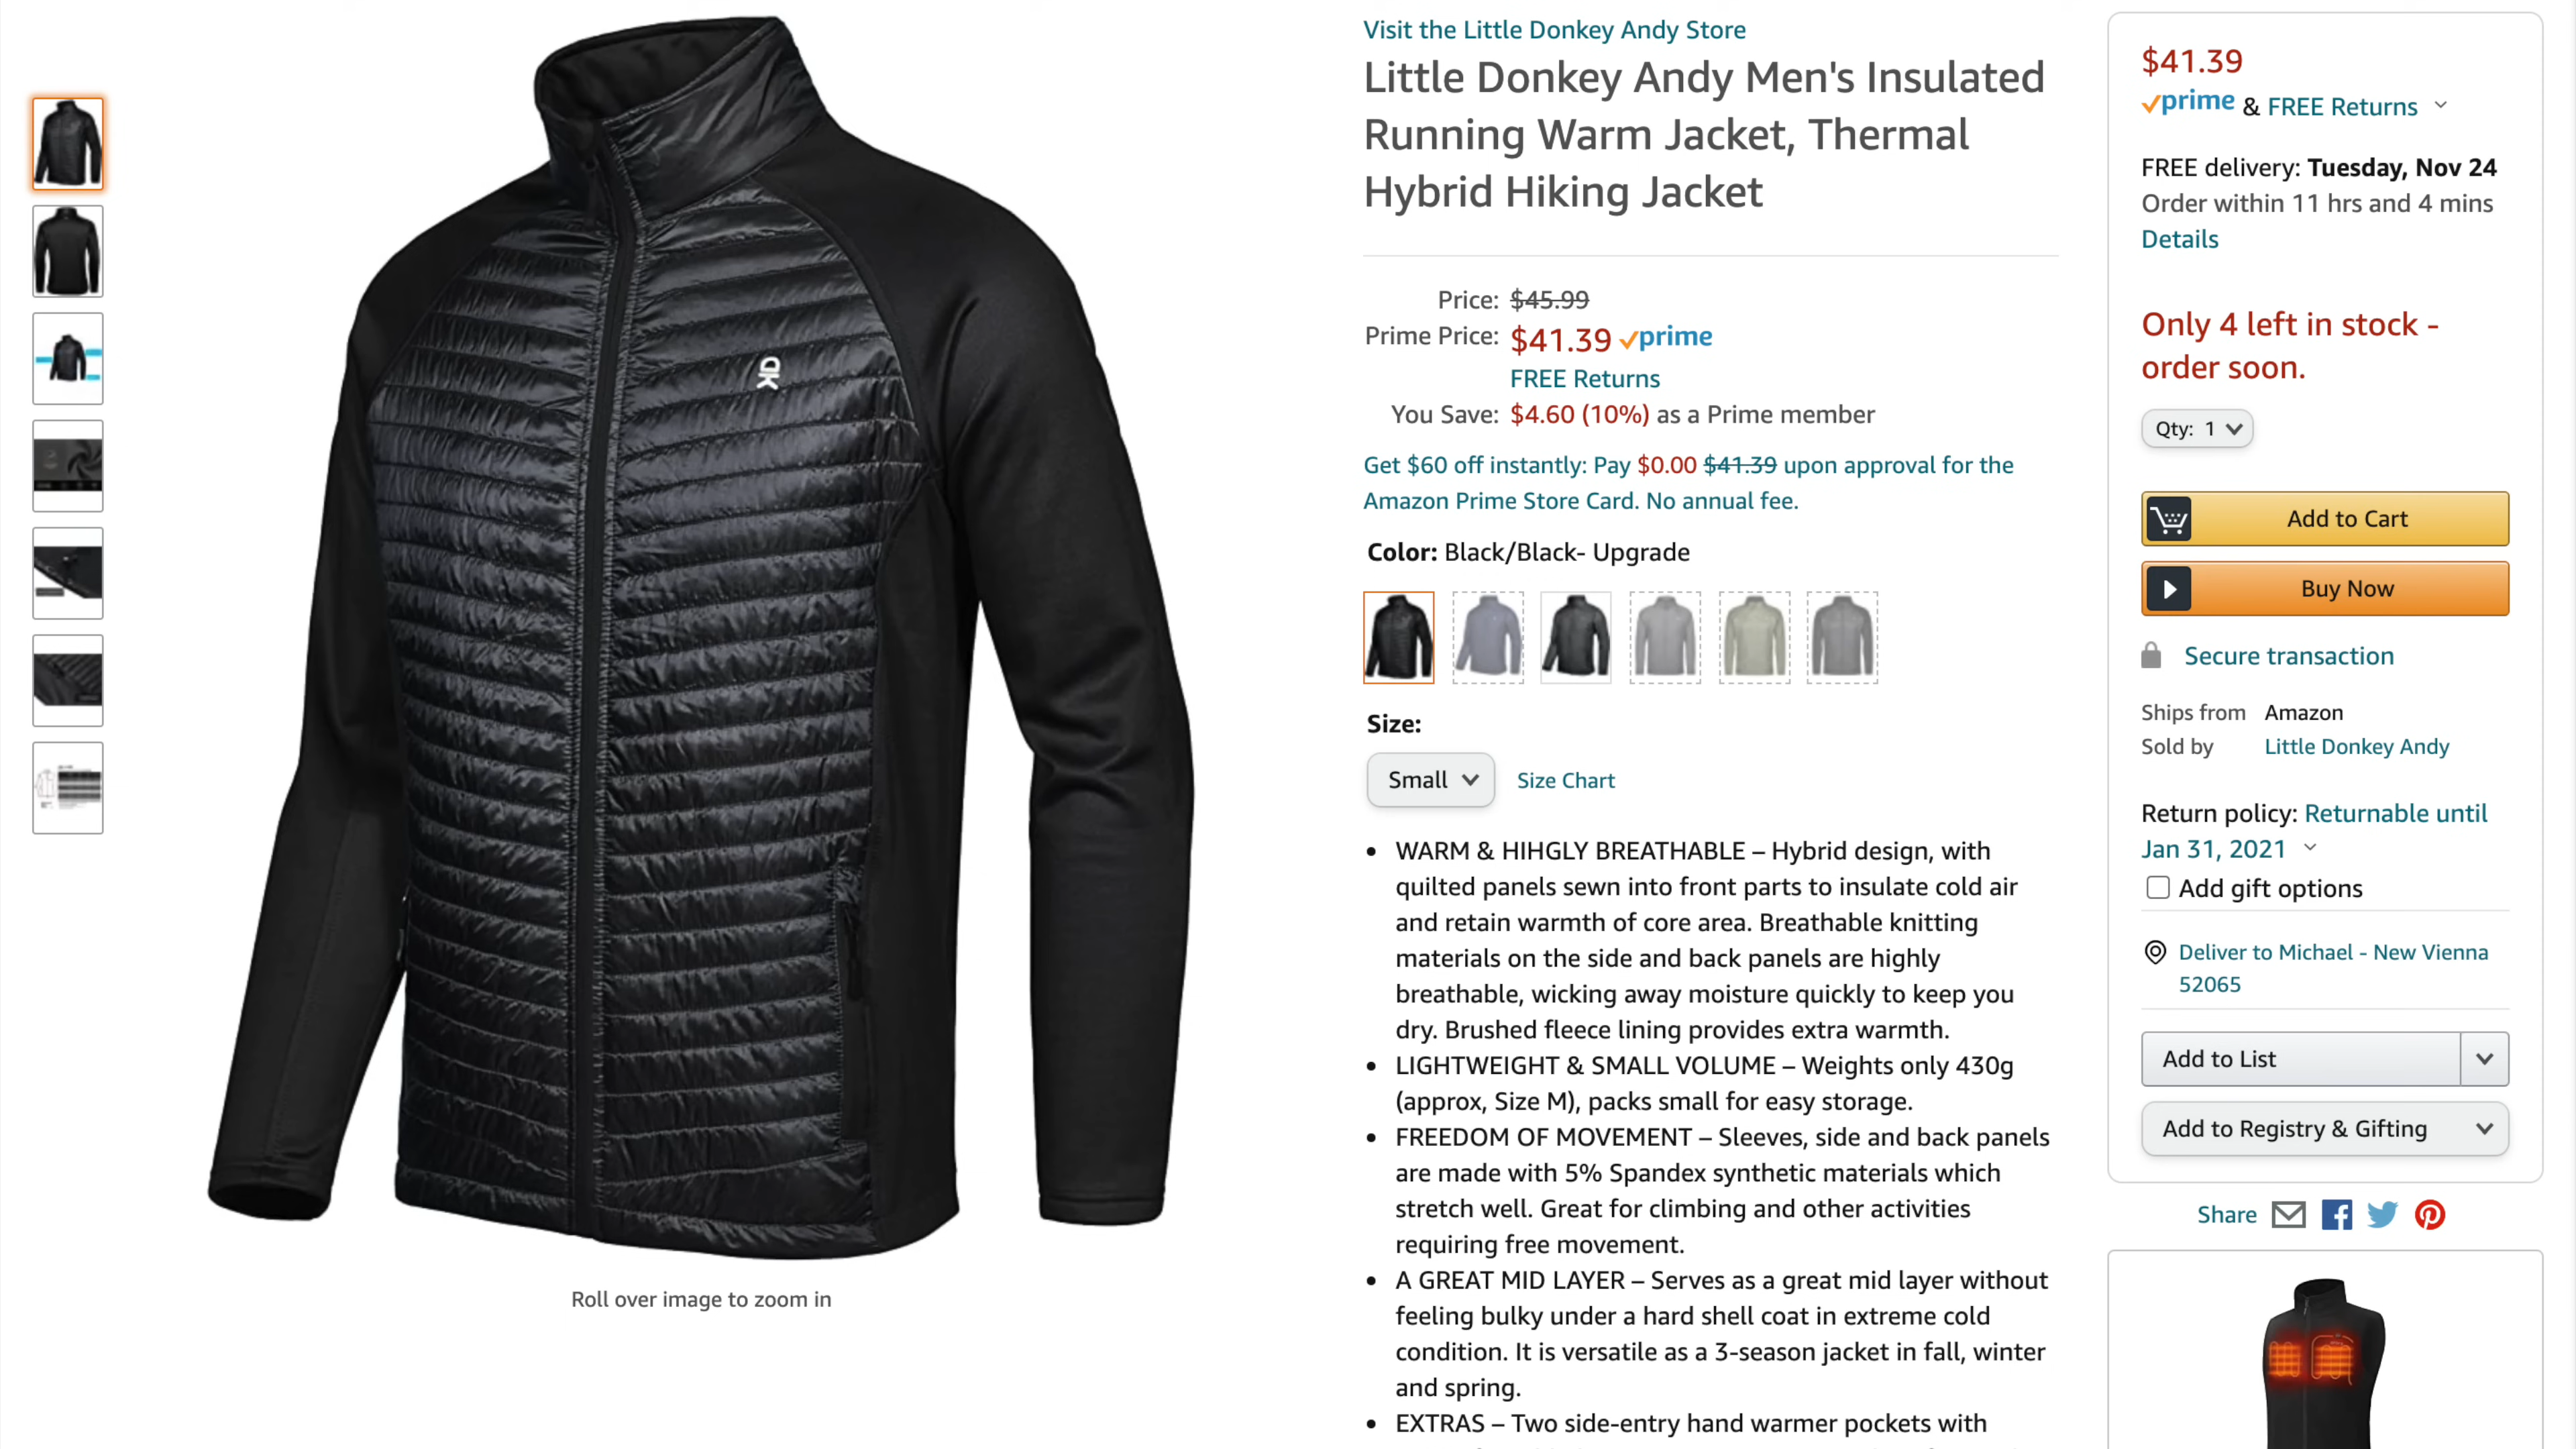 Visit the Little Donkey Andy Store
Little Donkey Andy Men's Insulated
Running Warm Jacket, Thermal
Hybrid Hiking Jacket
Price: $45.99
Prime Price: $41.39 prime
FREE Returns
You Save: $4.60 (10%) as a Prime member
Get $60 off instantly: Pay $0.00 $41.39 upon approval for the
Amazon Prime Store Card. No annual fee.
Color: Black/Black- Upgrade
Size:
Small
Size Chart
• WARM & HIHGLY BREATHABLE – Hybrid design, with
quilted panels sewn into front parts to insulate cold air
and retain warmth of core area. Breathable knitting
materials on the side and back panels are highly
breathable, wicking away moisture quickly to keep you
dry. Brushed fleece lining provides extra warmth.
• LIGHTWEIGHT & SMALL VOLUME – Weights only 430g
(approx, Size M), packs small for easy storage.
• FREEDOM OF MOVEMENT – Sleeves, side and back panels
are made with 5% Spandex synthetic materials which
stretch well. Great for climbing and other activities
requiring free movement.
• A GREAT MID LAYER – Serves as a great mid layer without
feeling bulky under a hard shell coat in extreme cold
condition. It is versatile as a 3-season jacket in fall, winter
and spring.
• EXTRAS – Two side-entry hand warmer pockets with
Roll over image to zoom in
$41.39
prime & FREE Returns
FREE delivery: Tuesday, Nov 24
Order within 11 hrs and 4 mins
Details
Only 4 left in stock -
order soon.
Qty: 1
Add to Cart
Buy Now
Secure transaction
Ships from Amazon
Sold by Little Donkey Andy
Return policy: Returnable until
Jan 31, 2021
Add gift options
Deliver to Michael - New Vienna
52065
Add to List
Add to Registry & Gifting
Share